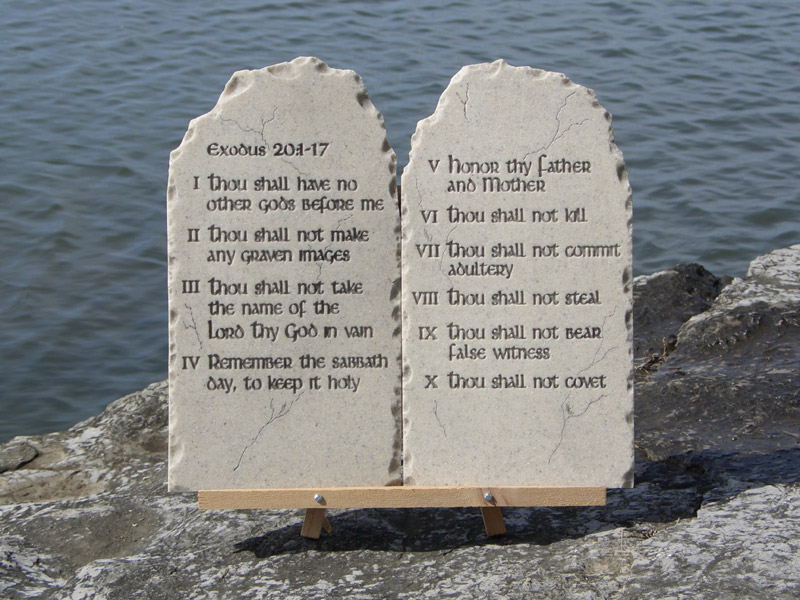 Exodus 20:1-17
I Thou shall have no
other gods before me
II Thou shall not make
any graven images
III Thou shall not take
the name of the
Lord thy God in vain
IV Remember the sabbath
day, to keep it holy
V Honor thy father
and Mother
VI Thou shall not kill
VII Thou shall not commit
adultery
VIII Thou shall not steal
IX Thou shall not bear
false witness
X Thou shall not covet